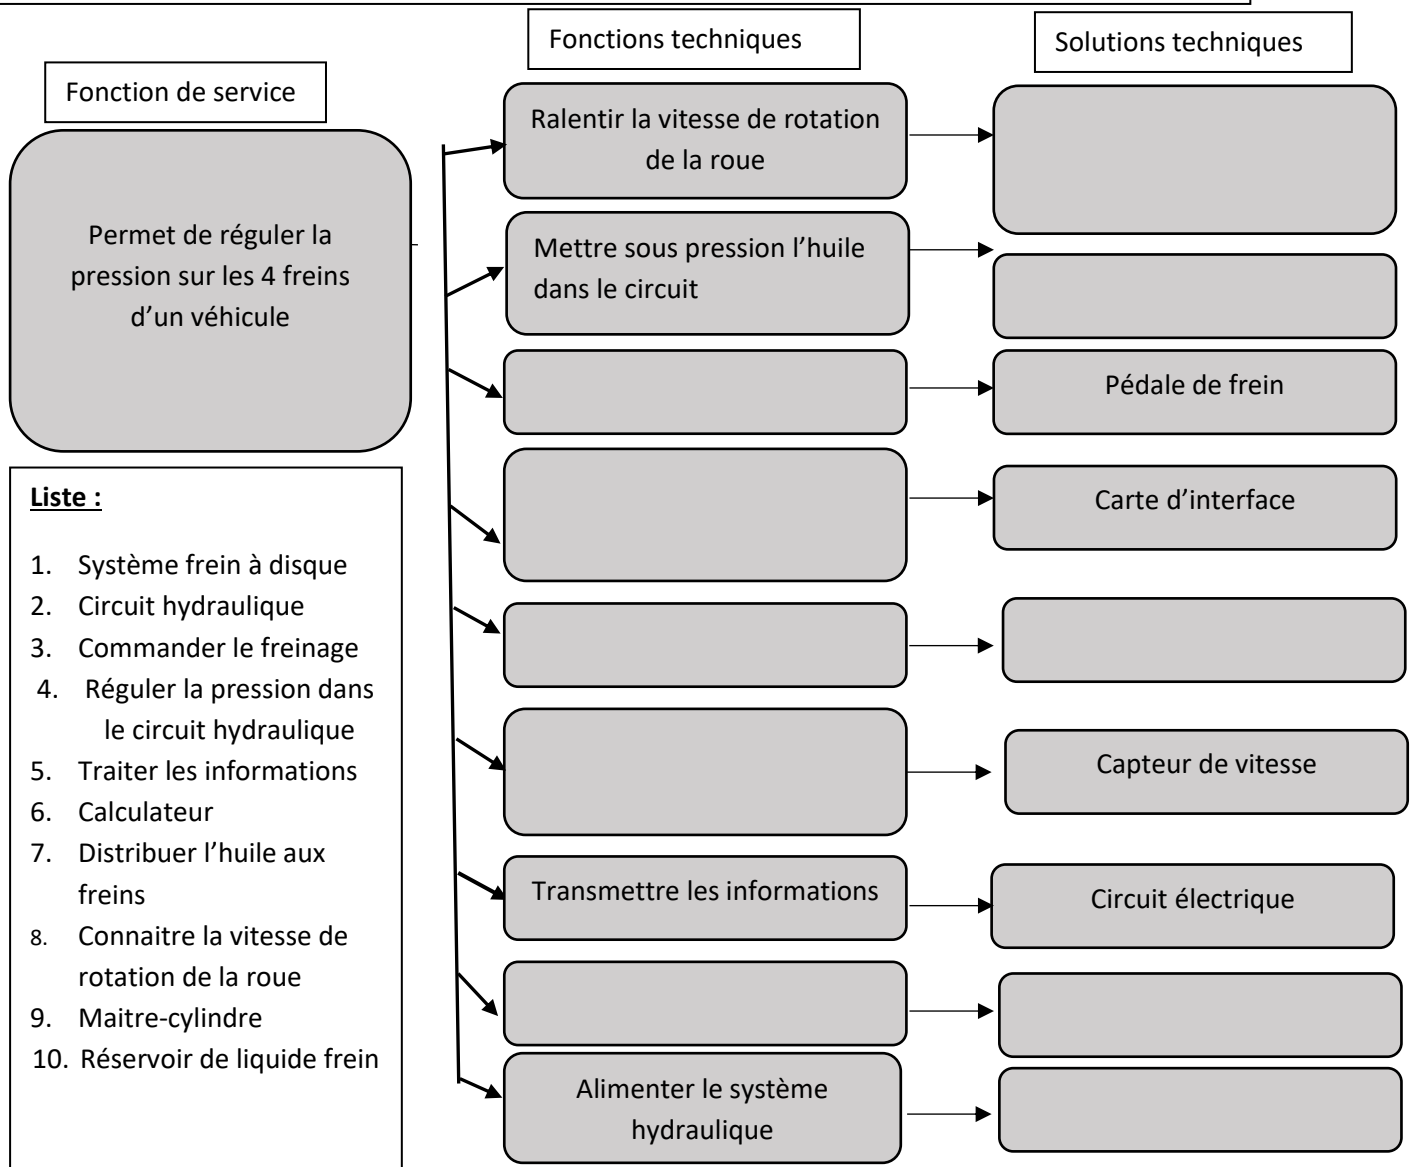 Fonctions techniques
Solutions techniques
Fonction de service
Ralentir la vitesse de rotation
de la roue
Permet de réguler la
pression sur les 4 freins
d’un véhicule
Mettre sous pression l’huile
dans le circuit
Pédale de frein
Carte d’interface
Liste :
1. Système frein à disque
2. Circuit hydraulique
3. Commander le freinage
4. Réguler la pression dans
le circuit hydraulique
5. Traiter les informations
6. Calculateur
7. Distribuer l’huile aux
freins
8. Connaitre la vitesse de
rotation de la roue
9. Maitre-cylindre
10. Réservoir de liquide frein
Capteur de vitesse
Transmettre les informations
Circuit électrique
Alimenter le système
hydraulique